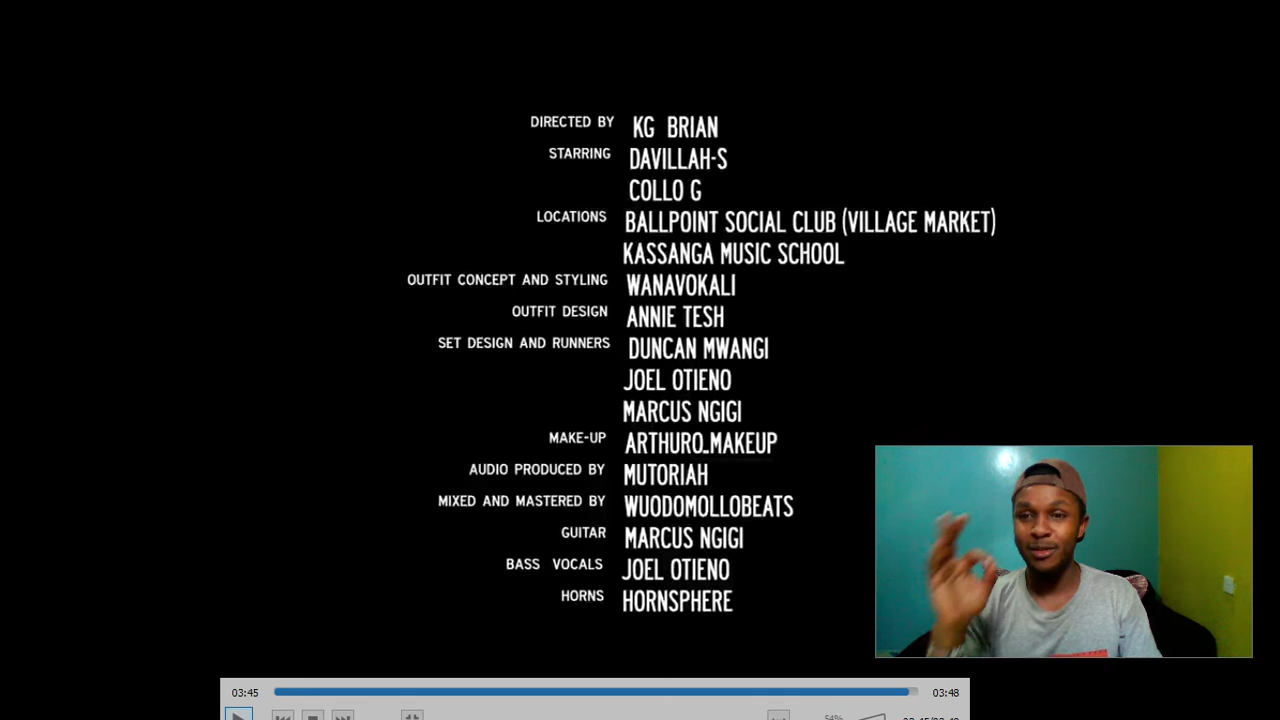 DIRECTED BY KG BRIAN
STARRING DAVILLAH-S
COLLO G
LOCATIONS BALLPOINT SOCIAL CLUB (VILLAGE MARKET)
KASSANGA MUSIC SCHOOL
OUTFIT CONCEPT AND STYLING WANAVOKALI
OUTFIT DESIGN ANNIE TESH
SET DESIGN AND RUNNERS DUNCAN MWANGI
JOEL OTIENO
MARCUS NGIGI
MAKE-UP ARTHURO_MAKEUP
AUDIO PRODUCED BY MUTORIAH
MIXED AND MASTERED BY WUODOMOLLOBEATS
GUITAR MARCUS NGIGI
BASS VOCALS JOEL OTIENO
HORNS HORNSPHERE
03:45 03:48
54%